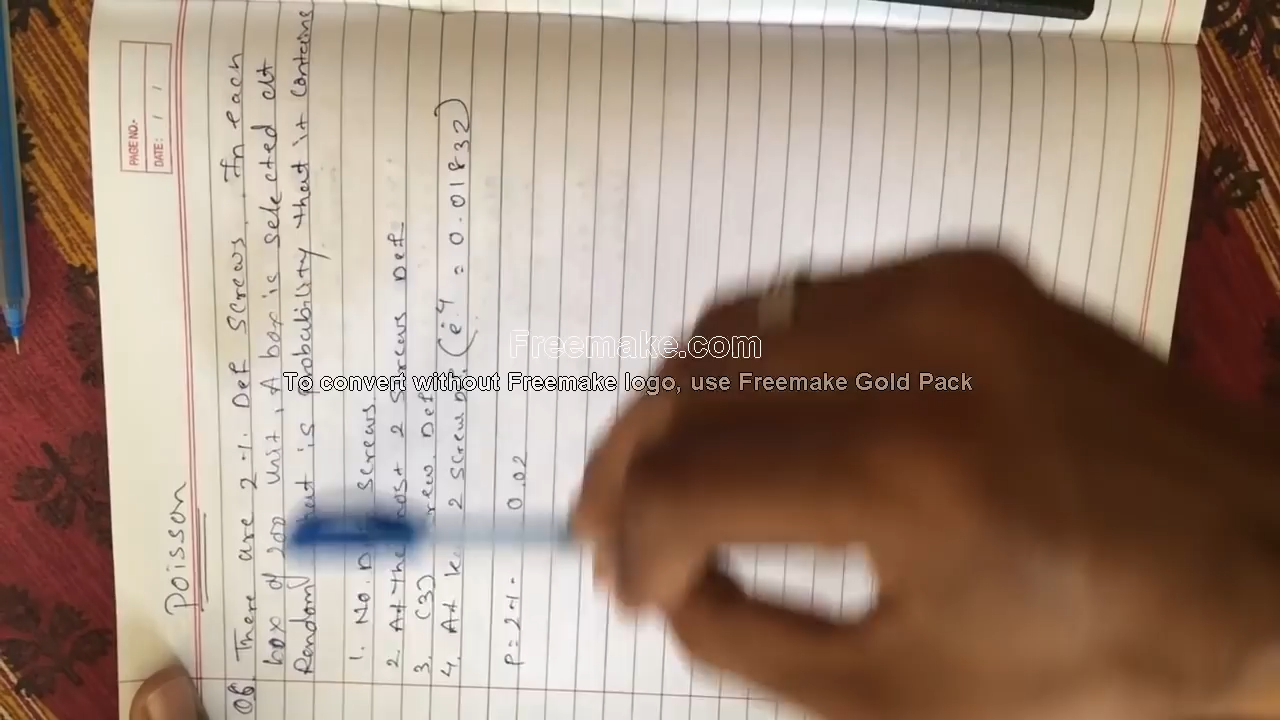 PAGE NO.-
DATE: / /
Poisson
Q6. There are 2 -1. Def Screws. In each
box of 200 unit, A box is selected at
Random is Probability that it contains
1. No. Screws
2. At the 2 Screws Def
3. (3) Def
4. At 2 Screw (e-4 = 0.01832)
P = 2 -1. 0.02
Freemake.com
To convert without Freemake logo, use Freemake Gold Pack